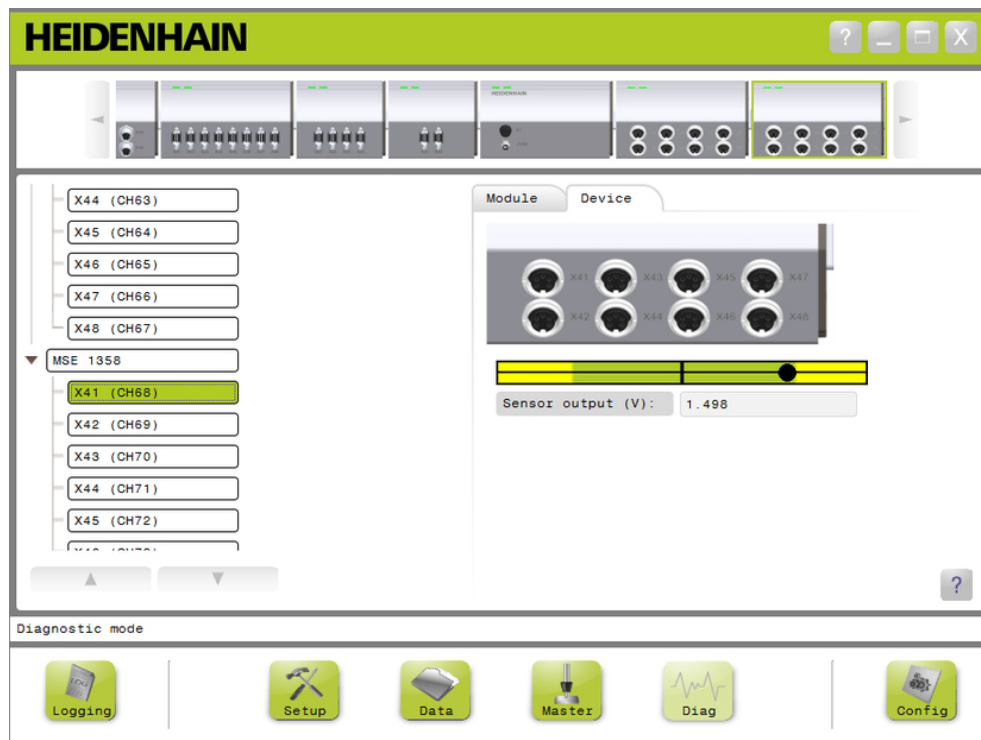 HEIDENHAIN
? _ X
HEIDENHAIN
X44 (CH63)
X45 (CH64)
X46 (CH65)
X47 (CH66)
X48 (CH67)
MSE 1358
X41 (CH68)
X42 (CH69)
X43 (CH70)
X44 (CH71)
X45 (CH72)
Module Device
X41 X43 X45 X47
X42 X44 X46 X48
Sensor output (V): 1.498
?
Diagnostic mode
LOG
Logging Setup Data Master Diag Config